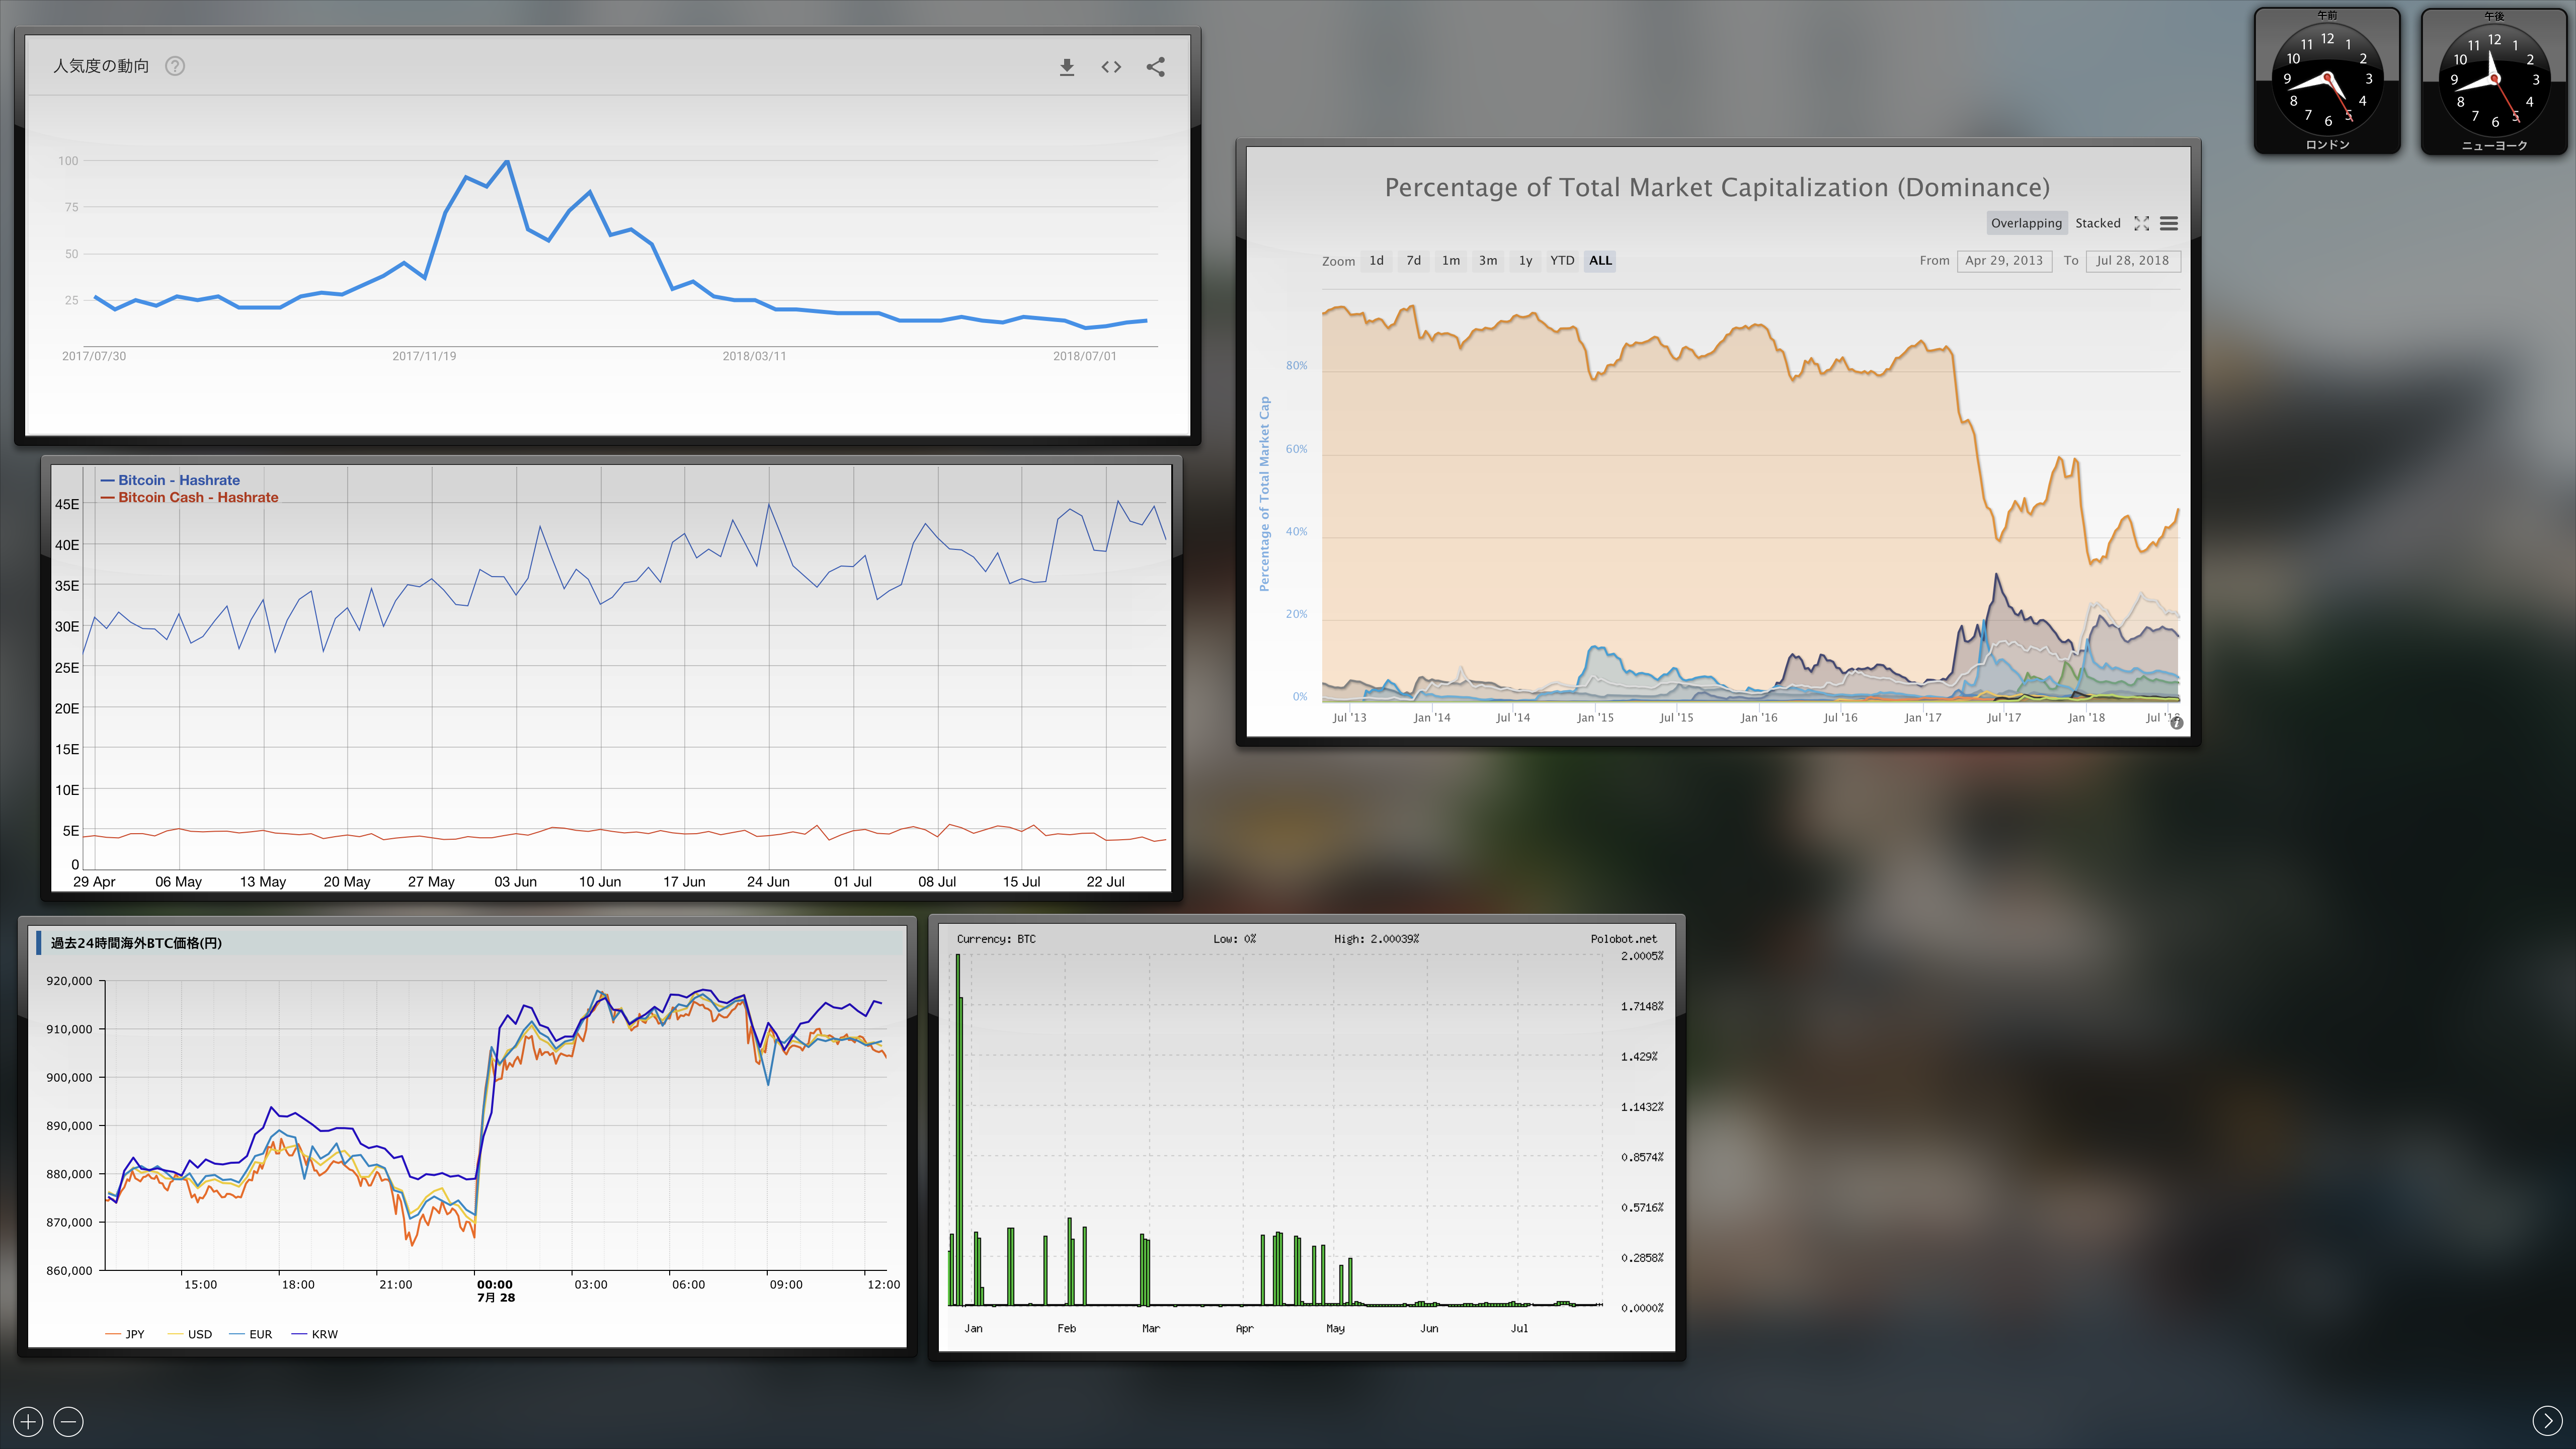 人気度の動向
100
75
50
25
2017/07/30 2017/11/19 2018/03/11 2018/07/01
Bitcoin - Hashrate
Bitcoin Cash - Hashrate
45E
40E
35E
30E
25E
20E
15E
10E
5E
0
29 Apr 06 May 13 May 20 May 27 May 03 Jun 10 Jun 17 Jun 24 Jun 01 Jul 08 Jul 15 Jul 22 Jul
過去24時間海外BTC価格(円)
920,000
910,000
900,000
890,000
880,000
870,000
860,000
15:00 18:00 21:00 00:00 03:00 06:00 09:00 12:00
7月 28
JPY USD EUR KRW
Currency: BTC Low: 0% High: 2.00039% Polobot.net
2.0005%
1.7148%
1.429%
1.1432%
0.8574%
0.5716%
0.2858%
0.0000%
Jan Feb Mar Apr May Jun Jul
Percentage of Total Market Capitalization (Dominance)
Overlapping Stacked
Zoom 1d 7d 1m 3m 1y YTD ALL From Apr 29, 2013 To Jul 28, 2018
Percentage of Total Market Cap
80%
60%
40%
20%
0%
Jul '13 Jan '14 Jul '14 Jan '15 Jul '15 Jan '16 Jul '16 Jan '17 Jul '17 Jan '18
午前
12 1 2 3 4 5 6 7 8 9 10 11
ロンドン
午後
12 1 2 3 4 5 6 7 8 9 10 11
ニューヨーク